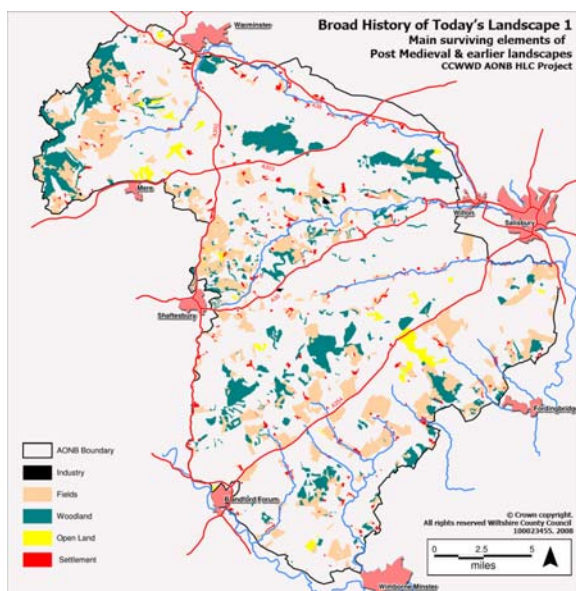 Broad History of Today's Landscape 1
Main surviving elements of
Post Medieval & earlier landscapes
CCWWD AONB HLC Project
Warminster
Mere
Wilton
Salisbury
Shaftesbury
Fordingbridge
Blandford Forum
Wimborne Minster
A303
A354
AONB Boundary
Industry
Fields
Woodland
Open Land
Settlement
© Crown copyright.
All rights reserved Wiltshire County Council
100023455. 2008
0 2.5 5
miles